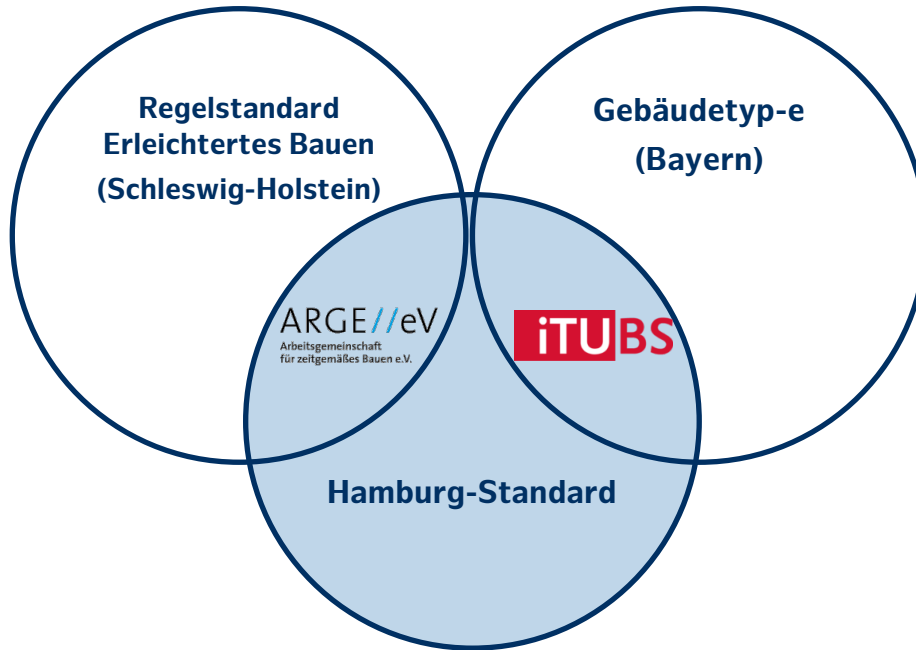 Regelstandard
Erleichtertes Bauen
(Schleswig-Holstein)
Gebäudetyp-e
(Bayern)
ARGE//eV
Arbeitsgemeinschaft
für zeitgemäßes Bauen e.V.
iTUBS
Hamburg-Standard